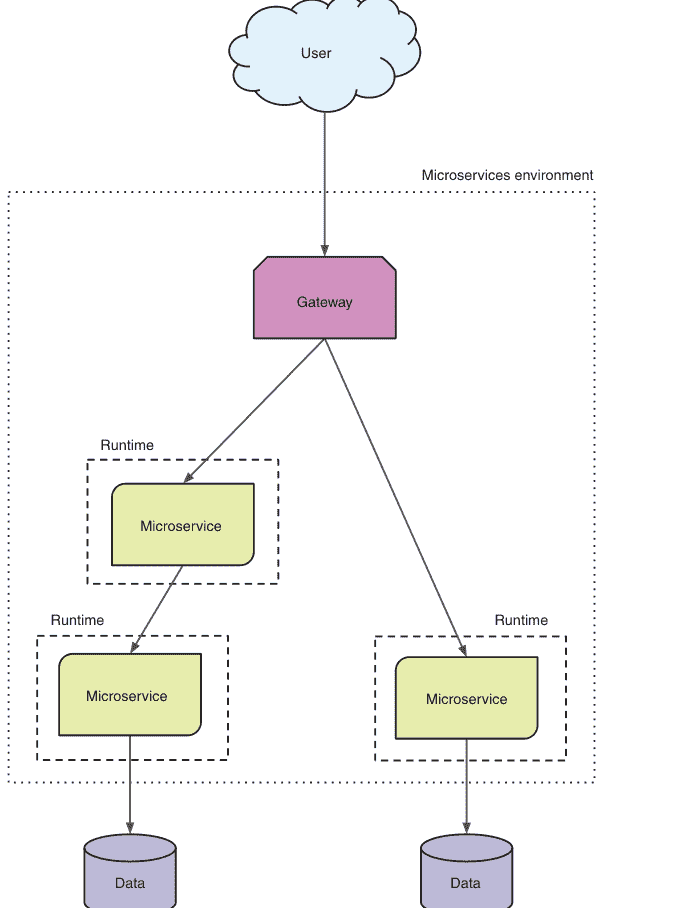 User
Microservices environment
Gateway
Runtime
Microservice
Runtime
Runtime
Microservice
Microservice
Data
Data